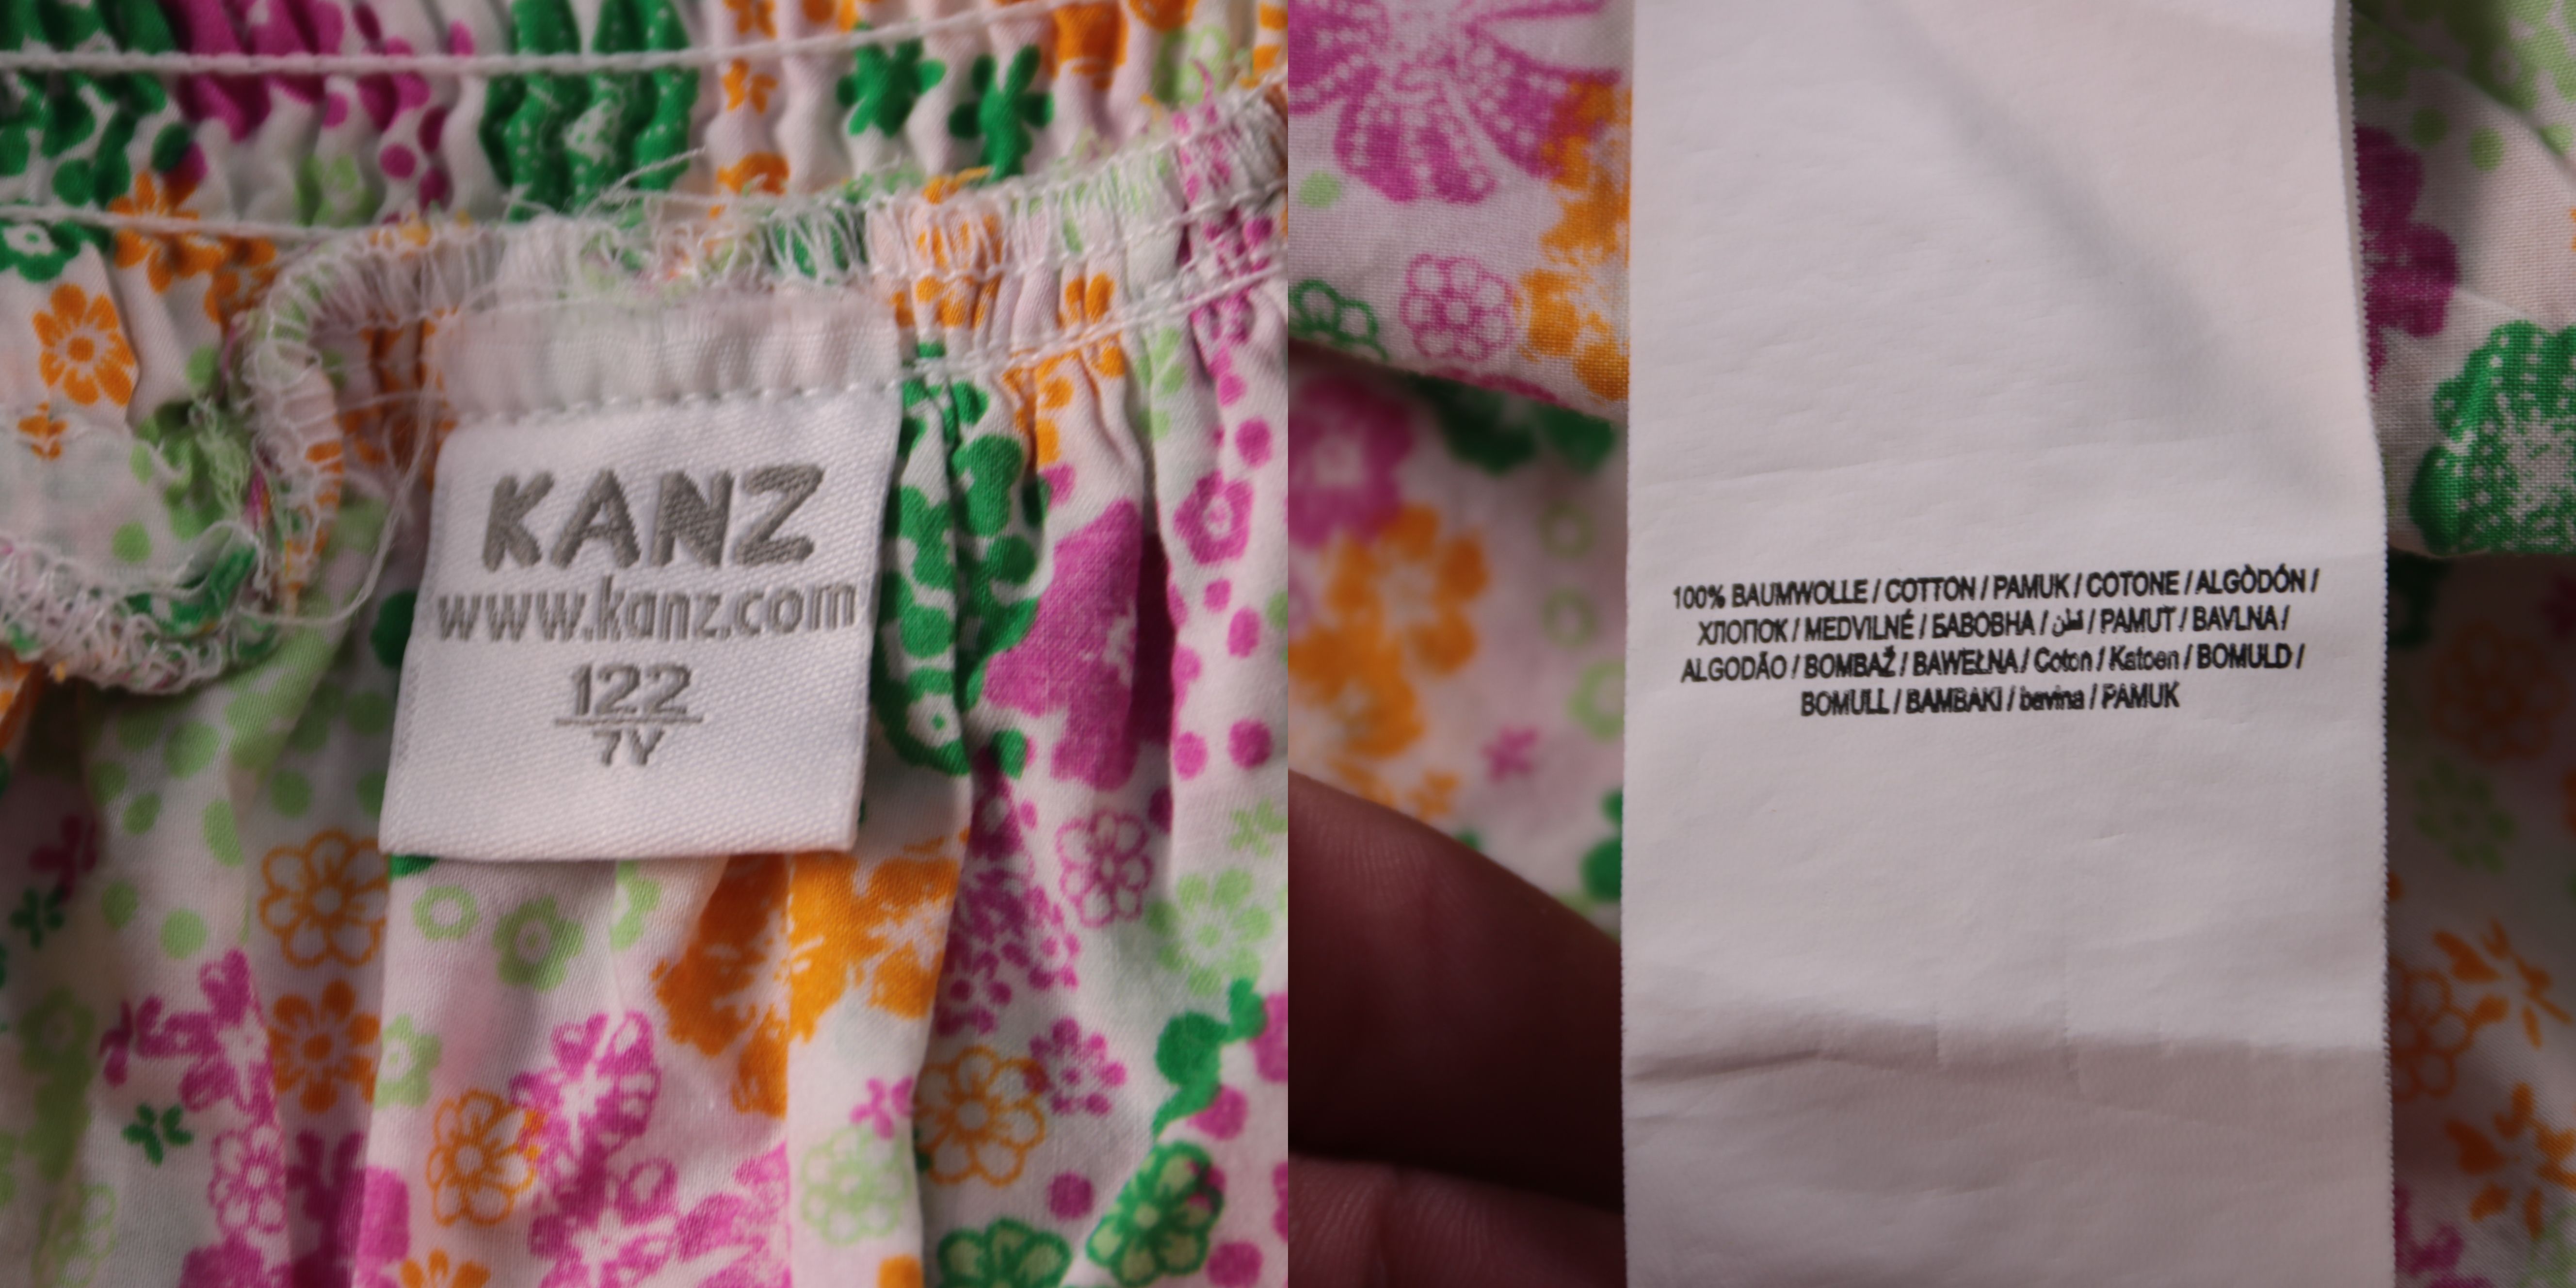 KANZ
www.kanz.com
122
7Y
100% BAUMWOLLE / COTTON / PAMUK / COTONE / ALGÒDÓN /
ХЛОПОК / MEDVILNÉ / БАВОВНА / قطن / PAMUT / BAVLNA /
ALGODÃO / BOMBAŽ / BAWEŁNA / Coton / Katoen / BOMULD /
BOMULL / BAMBAKI / bavina / PAMUK